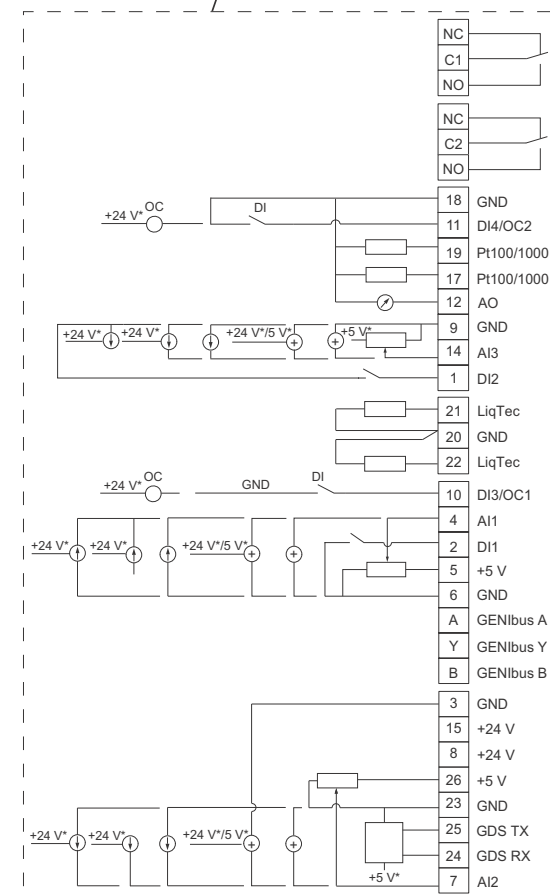 NC
C1
NO
NC
C2
NO
18 GND
+24 V* OC DI 11 DI4/OC2
19 Pt100/1000
17 Pt100/1000
12 AO
9 GND
+24 V* +24 V* +24 V*/5 V* +5 V*
14 AI3
1 DI2
21 LiqTec
20 GND
22 LiqTec
+24 V* OC GND DI 10 DI3/OC1
4 AI1
2 DI1
+24 V* +24 V* +24 V*/5 V*
5 +5 V
6 GND
A GENIbus A
Y GENIbus Y
B GENIbus B
3 GND
15 +24 V
8 +24 V
26 +5 V
23 GND
25 GDS TX
+24 V* +24 V* +24 V*/5 V*
24 GDS RX
+5 V*
7 AI2